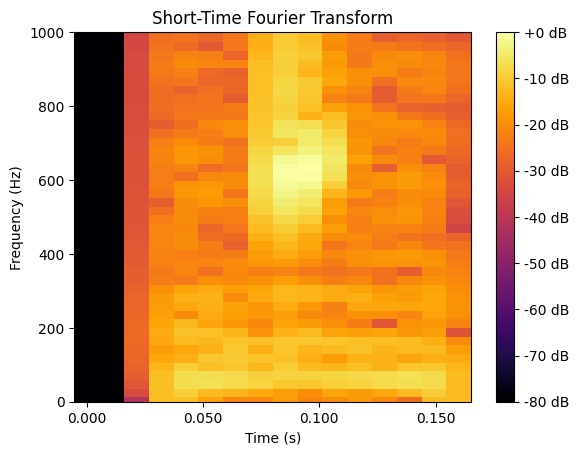 Short-Time Fourier Transform
1000
800
600
400
200
0
Frequency (Hz)
0.000
0.050
0.100
0.150
Time (s)
+0 dB
-10 dB
-20 dB
-30 dB
-40 dB
-50 dB
-60 dB
-70 dB
-80 dB